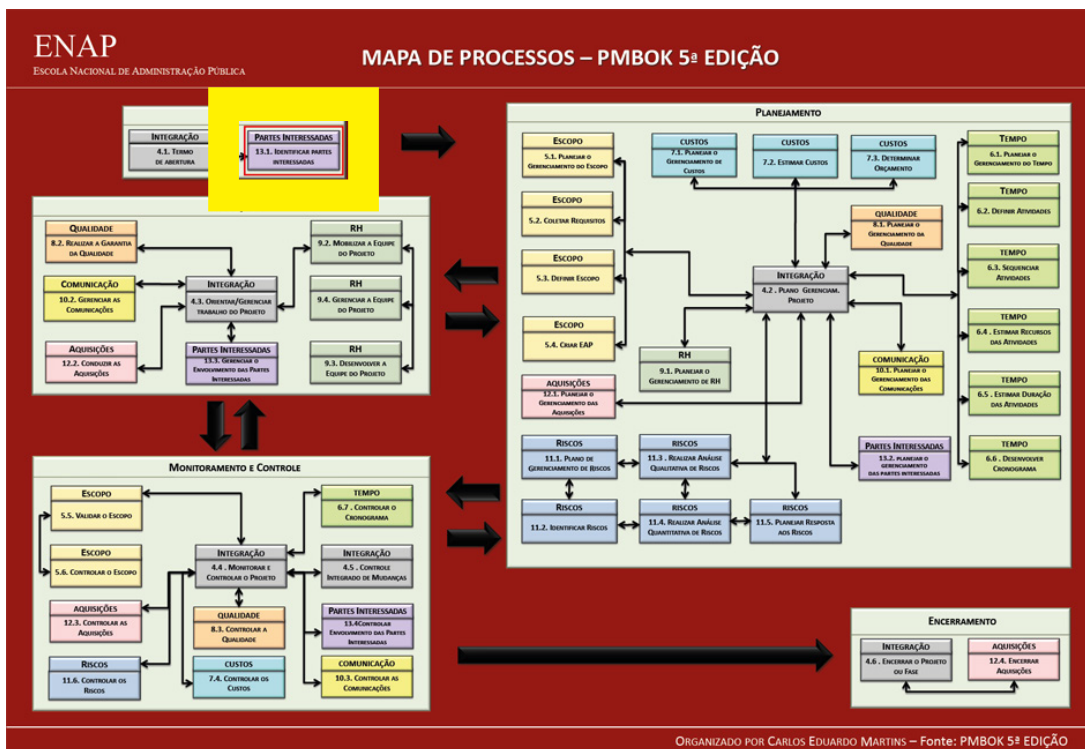 ENAP
ESCOLA NACIONAL DE ADMINISTRAÇÃO PÚBLICA
MAPA DE PROCESSOS – PMBOK 5ª EDIÇÃO
INTEGRAÇÃO
4.1. TERMO
DE ABERTURA
PARTES INTERESSADAS
13.1. IDENTIFICAR PARTES
INTERESSADAS
QUALIDADE
8.2. REALIZAR A GARANTIA
DA QUALIDADE
COMUNICAÇÃO
10.2. GERENCIAR AS
COMUNICAÇÕES
AQUISIÇÕES
12.2. CONDUZIR AS
AQUISIÇÕES
INTEGRAÇÃO
4.3. ORIENTAR/GERENCIAR
TRABALHO DO PROJETO
PARTES INTERESSADAS
13.3. GERENCIAR O
ENVOLVIMENTO DAS PARTES
INTERESSADAS
RH
9.2. MOBILIZAR A EQUIPE
DO PROJETO
RH
9.4. GERENCIAR A EQUIPE
DO PROJETO
RH
9.3. DESENVOLVER A
EQUIPE DO PROJETO
PLANEJAMENTO
ESCOPO
5.1. PLANEJAR O
GERENCIAMENTO DO ESCOPO
ESCOPO
5.2. COLETAR REQUISITOS
ESCOPO
5.3. DEFINIR ESCOPO
ESCOPO
5.4. CRIAR EAP
CUSTOS
7.1. PLANEJAR O
GERENCIAMENTO DE
CUSTOS
CUSTOS
7.2. ESTIMAR CUSTOS
CUSTOS
7.3. DETERMINAR
ORÇAMENTO
QUALIDADE
8.1. PLANEJAR O
GERENCIAMENTO DA
QUALIDADE
INTEGRAÇÃO
4.2. PLANO GERENCIAM.
PROJETO
RH
9.1. PLANEJAR O
GERENCIAMENTO DE RH
COMUNICAÇÃO
10.1. PLANEJAR O
GERENCIAMENTO DAS
COMUNICAÇÕES
AQUISIÇÕES
12.1. PLANEJAR O
GERENCIAMENTO DAS
AQUISIÇÕES
RISCOS
11.1. PLANO DE
GERENCIAMENTO DE RISCOS
RISCOS
11.3 . REALIZAR ANÁLISE
QUALITATIVA DE RISCOS
RISCOS
11.2. IDENTIFICAR RISCOS
RISCOS
11.4. REALIZAR ANÁLISE
QUANTITATIVA DE RISCOS
RISCOS
11.5. PLANEJAR RESPOSTA
AOS RISCOS
PARTES INTERESSADAS
13.2. PLANEJAR O
GERENCIAMENTO
DAS PARTES INTERESSADAS
TEMPO
6.1. PLANEJAR O
GERENCIAMENTO DO TEMPO
TEMPO
6.2. DEFINIR ATIVIDADES
TEMPO
6.3. SEQUENCIAR
ATIVIDADES
TEMPO
6.4 . ESTIMAR RECURSOS
DAS ATIVIDADES
TEMPO
6.5 . ESTIMAR DURAÇÃO
DAS ATIVIDADES
TEMPO
6.6 . DESENVOLVER
CRONOGRAMA
MONITORAMENTO E CONTROLE
ESCOPO
5.5. VALIDAR O ESCOPO
ESCOPO
5.6. CONTROLAR O ESCOPO
AQUISIÇÕES
12.3. CONTROLAR AS
AQUISIÇÕES
RISCOS
11.6. CONTROLAR OS
RISCOS
INTEGRAÇÃO
4.4 . MONITORAR E
CONTROLAR O PROJETO
QUALIDADE
8.3. CONTROLAR A
QUALIDADE
CUSTOS
7.4. CONTROLAR OS
CUSTOS
TEMPO
6.7 . CONTROLAR O
CRONOGRAMA
INTEGRAÇÃO
4.5 . CONTROLE
INTEGRADO DE MUDANÇAS
PARTES INTERESSADAS
13.4CONTROLAR
ENVOLVIMENTO DAS PARTES
INTERESSADAS
COMUNICAÇÃO
10.3. CONTROLAR AS
COMUNICAÇÕES
ENCERRAMENTO
INTEGRAÇÃO
4.6 . ENCERRAR O PROJETO
OU FASE
AQUISIÇÕES
12.4. ENCERRAR
AQUISIÇÕES
ORGANIZADO POR CARLOS EDUARDO MARTINS – Fonte: PMBOK 5ª EDIÇÃO